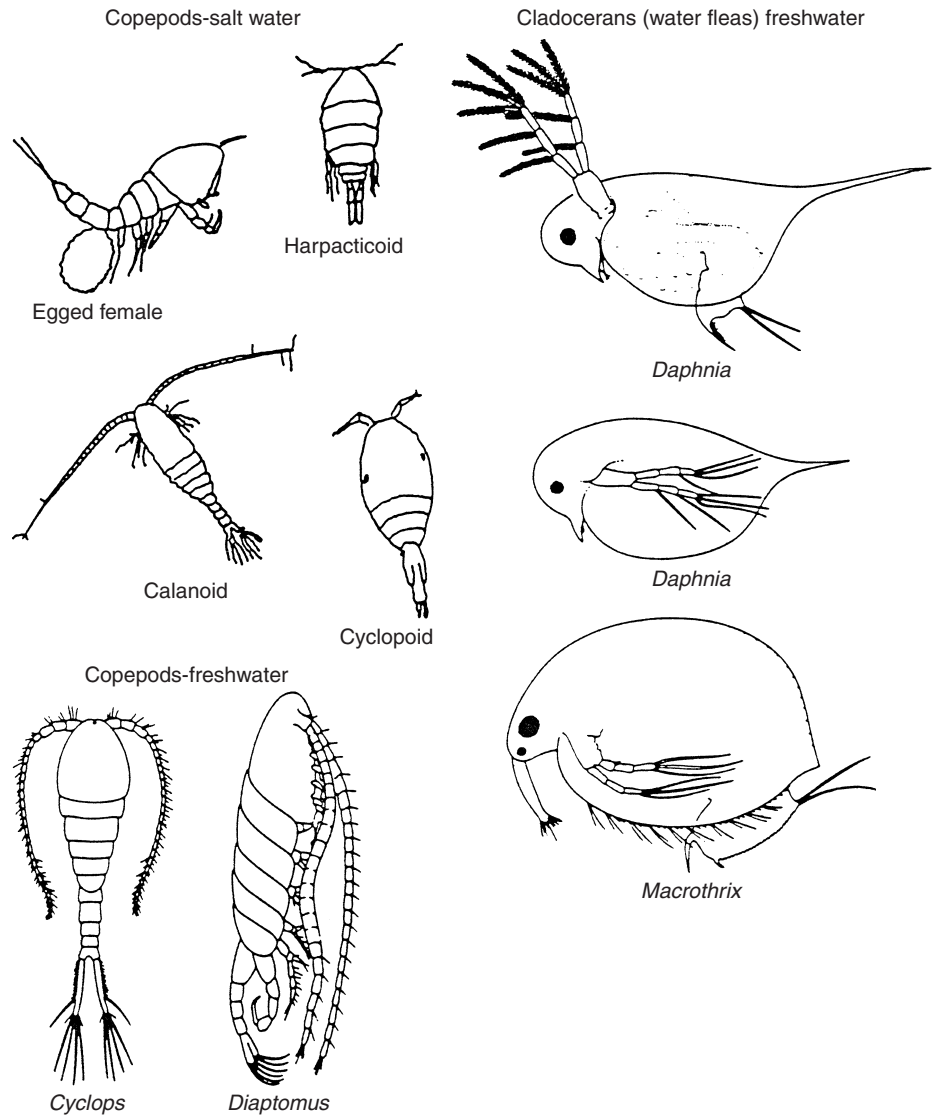 Copepods-salt water
Harpacticoid
Egged female
Calanoid
Cyclopoid
Copepods-freshwater
Cyclops
Diaptomus
Cladocerans (water fleas) freshwater
Daphnia
Daphnia
Macrothrix